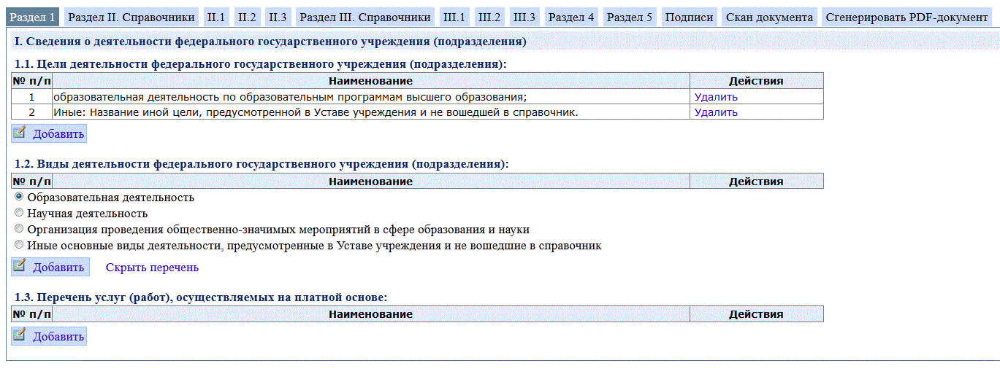 Раздел 1 Раздел II. Справочники II.1 II.2 II.3 Раздел III. Справочники III.1 III.2 III.3 Раздел 4 Раздел 5 Подписи Скан документа Сгенерировать PDF-документ
I. Сведения о деятельности федерального государственного учреждения (подразделения)
1.1. Цели деятельности федерального государственного учреждения (подразделения):
№ п/п Наименование Действия
1 образовательная деятельность по образовательным программам высшего образования; Удалить
2 Иные: Название иной цели, предусмотренной в Уставе учреждения и не вошедшей в справочник. Удалить
Добавить
1.2. Виды деятельности федерального государственного учреждения (подразделения):
№ п/п Наименование Действия
Образовательная деятельность
Научная деятельность
Организация проведения общественно-значимых мероприятий в сфере образования и науки
Иные основные виды деятельности, предусмотренные в Уставе учреждения и не вошедшие в справочник
Добавить Скрыть перечень
1.3. Перечень услуг (работ), осуществляемых на платной основе:
№ п/п Наименование Действия
Добавить